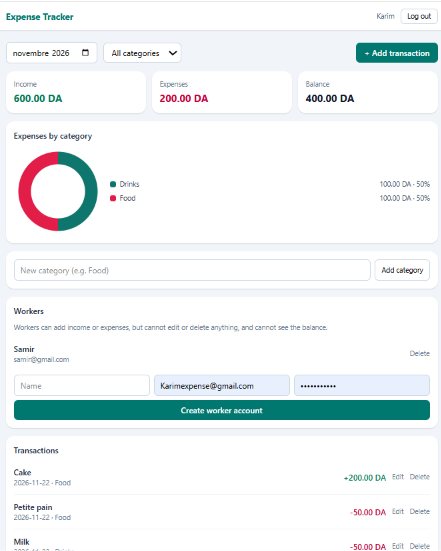 Expense Tracker
Karim
Log out
novembre 2026
All categories
+ Add transaction
Income
600.00 DA
Expenses
200.00 DA
Balance
400.00 DA
Expenses by category
Drinks
100.00 DA · 50%
Food
100.00 DA · 50%
New category (e.g. Food)
Add category
Workers
Workers can add income or expenses, but cannot edit or delete anything, and cannot see the balance.
Samir
samir@gmail.com
Delete
Name
Karimexpense@gmail.com
•••••••••••
Create worker account
Transactions
Cake
2026-11-22 · Food
+200.00 DA
Edit
Delete
Petite pain
2026-11-22 · Food
-50.00 DA
Edit
Delete
Milk
-50.00 DA
Edit
Delete